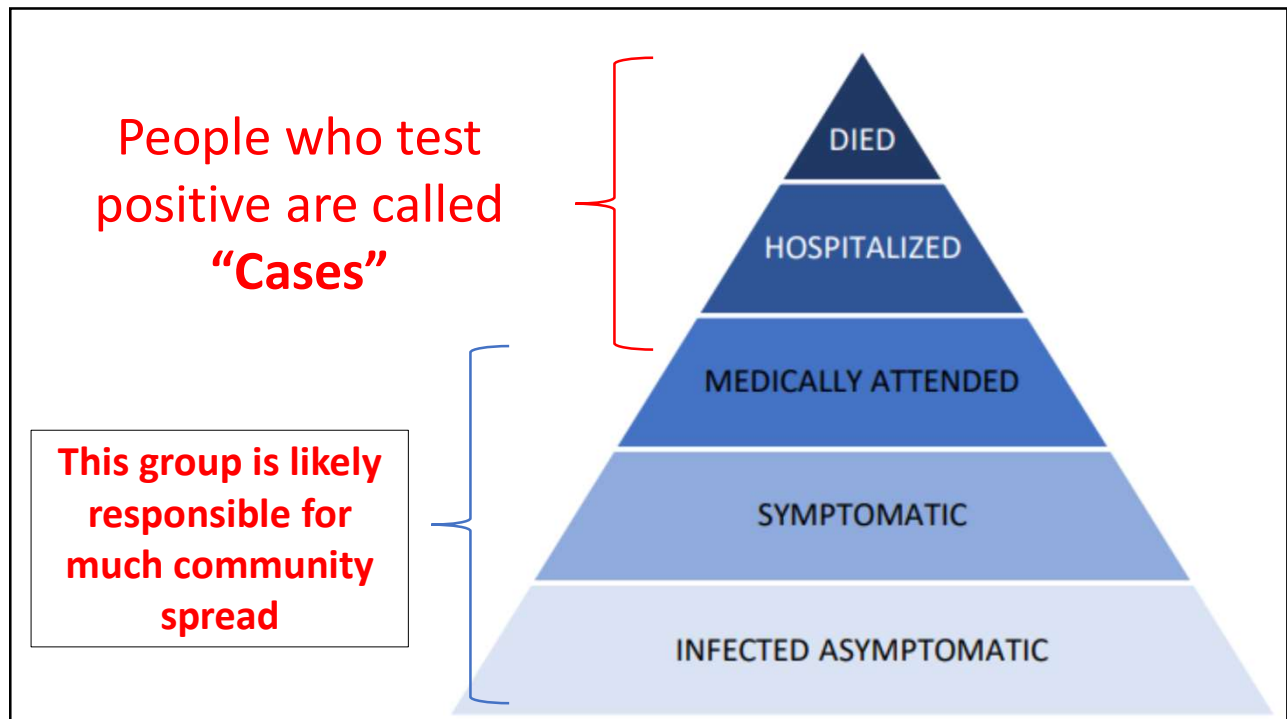 People who test
positive are called
“Cases”
This group is likely
responsible for
much community
spread
DIED
HOSPITALIZED
MEDICALLY ATTENDED
SYMPTOMATIC
INFECTED ASYMPTOMATIC